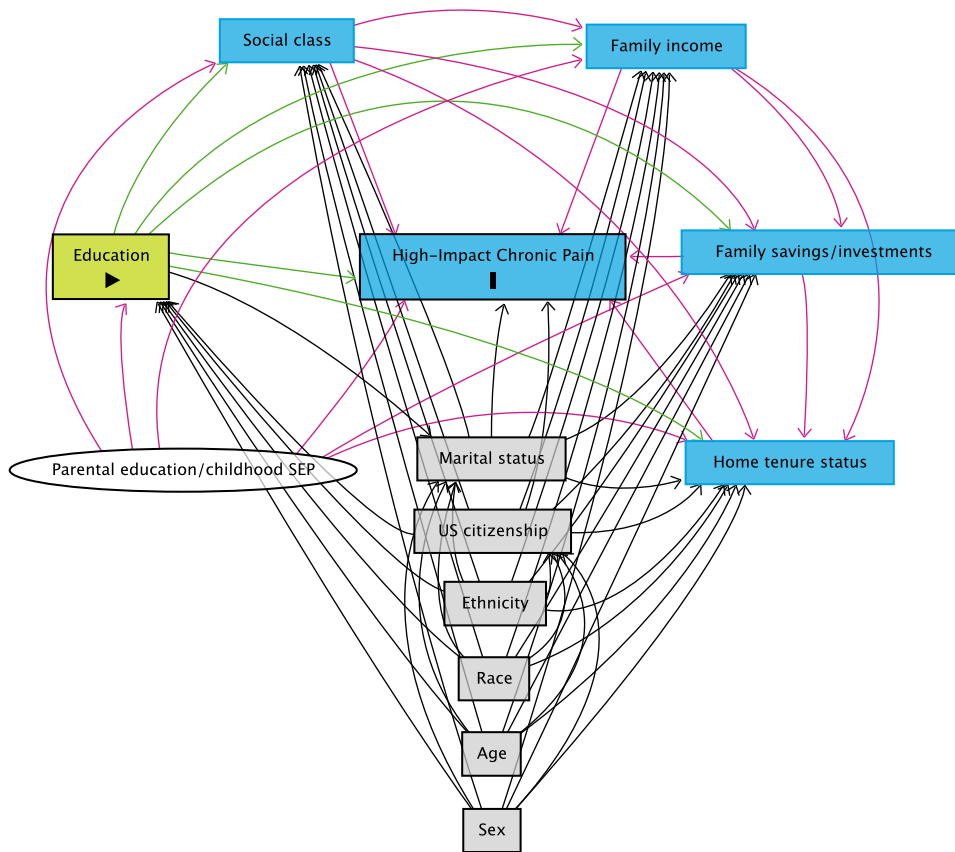 Social class
Family income
Education
High-Impact Chronic Pain
Family savings/investments
Parental education/childhood SEP
Marital status
Home tenure status
US citizenship
Ethnicity
Race
Age
Sex